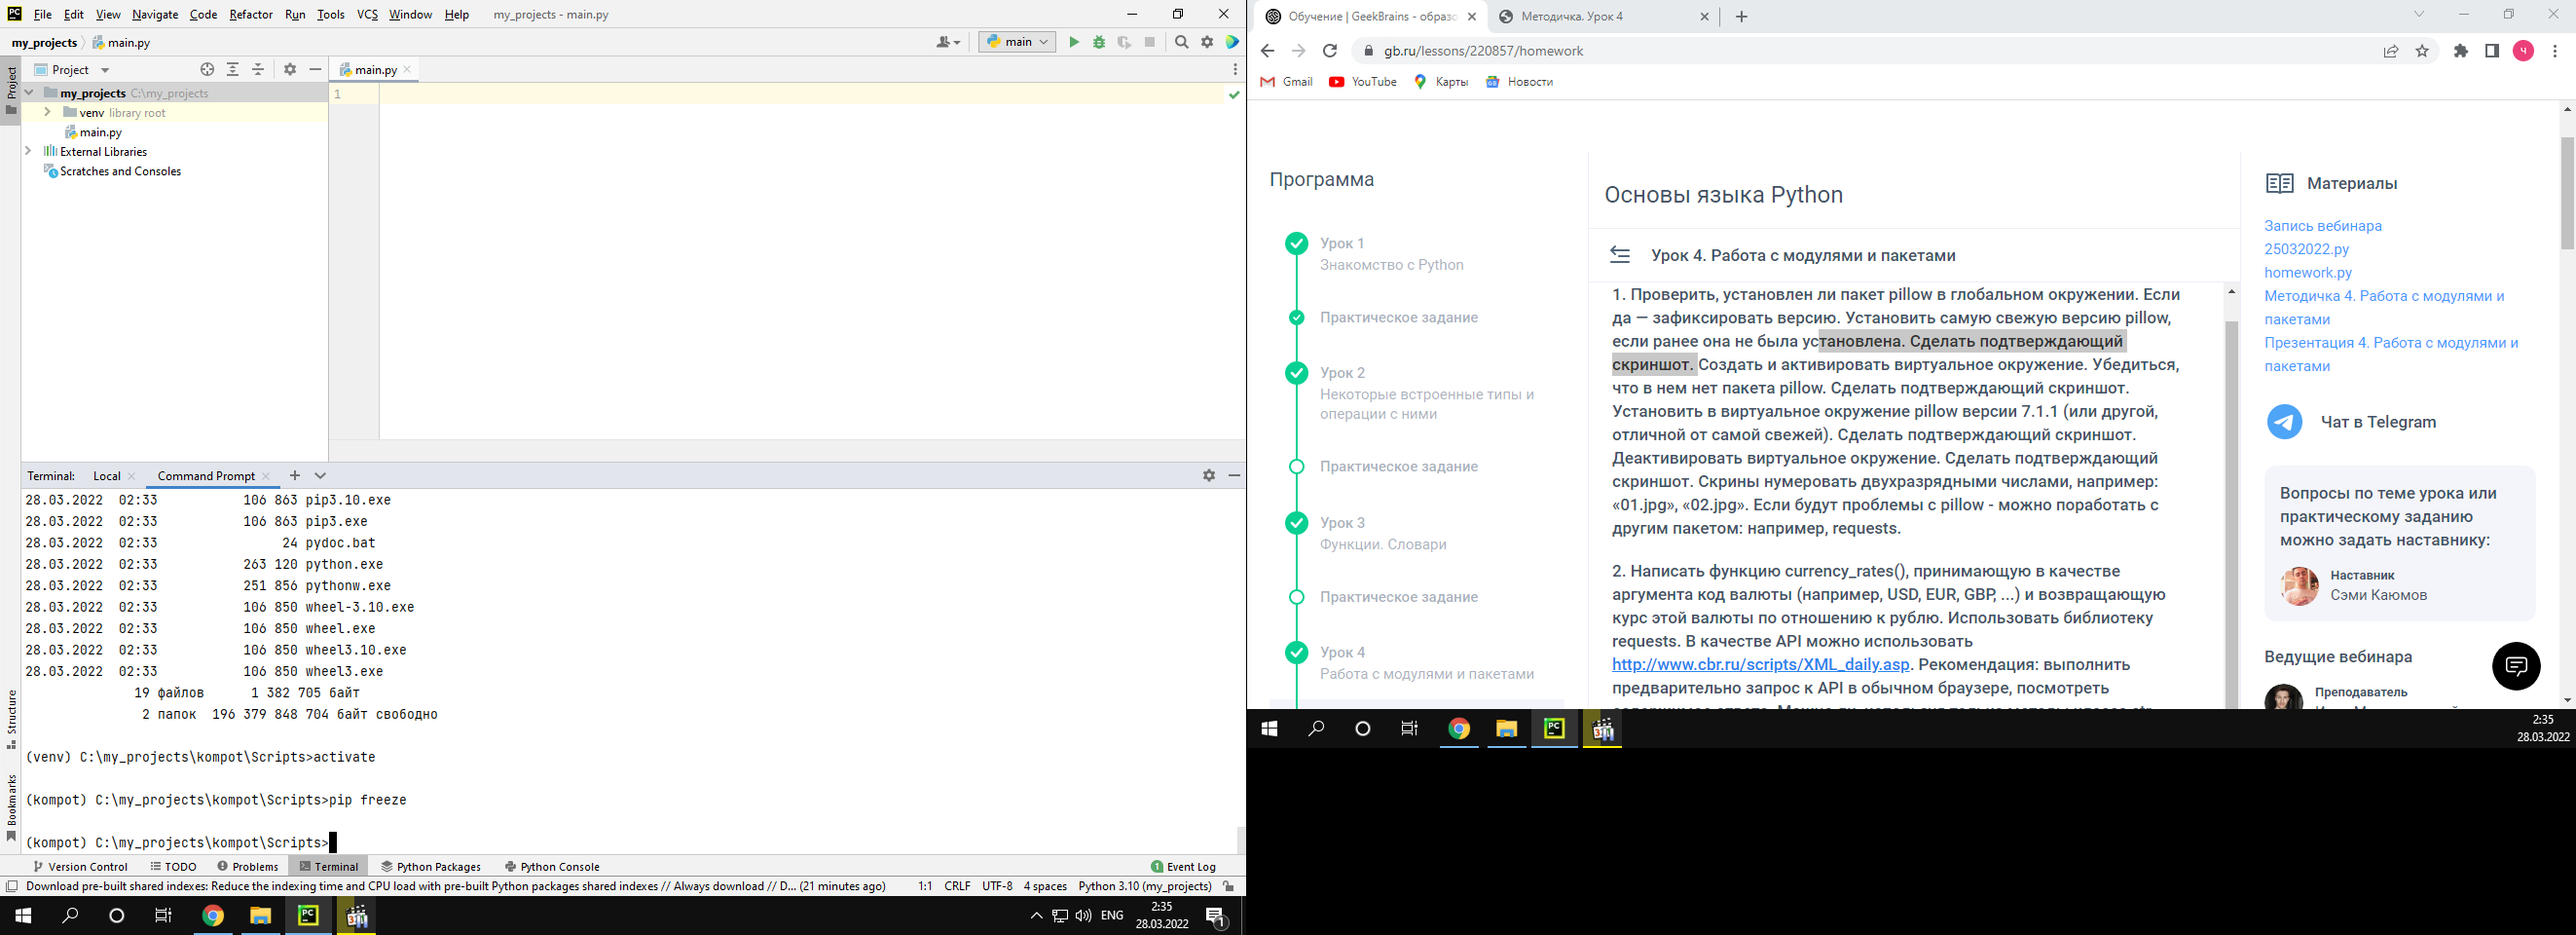 File Edit View Navigate Code Refactor Run Tools VCS Window Help my_projects - main.py
my_projects main.py
main
Project
Project
main.py
my_projects C:\my_projects
venv library root
main.py
External Libraries
Scratches and Consoles
1
Terminal: Local Command Prompt
28.03.2022 02:33 106 863 pip3.10.exe
28.03.2022 02:33 106 863 pip3.exe
28.03.2022 02:33 24 pydoc.bat
28.03.2022 02:33 263 120 python.exe
28.03.2022 02:33 251 856 pythonw.exe
28.03.2022 02:33 106 850 wheel-3.10.exe
28.03.2022 02:33 106 850 wheel.exe
28.03.2022 02:33 106 850 wheel3.10.exe
28.03.2022 02:33 106 850 wheel3.exe
19 файлов 1 382 705 байт
2 папок 196 379 848 704 байт свободно
(venv) C:\my_projects\kompot\Scripts>activate
(kompot) C:\my_projects\kompot\Scripts>pip freeze
(kompot) C:\my_projects\kompot\Scripts>
Structure
Bookmarks
Version Control TODO Problems Terminal Python Packages Python Console 1 Event Log
Download pre-built shared indexes: Reduce the indexing time and CPU load with pre-built Python packages shared indexes // Always download // D... (21 minutes ago) 1:1 CRLF UTF-8 4 spaces Python 3.10 (my_projects)
ENG
2:35
28.03.2022
1
Обучение | GeekBrains - образо
Методичка. Урок 4
gb.ru/lessons/220857/homework
Ч
Gmail YouTube Карты Новости
Программа
Урок 1
Знакомство с Python
Практическое задание
Урок 2
Некоторые встроенные типы и
операции с ними
Практическое задание
Урок 3
Функции. Словари
Практическое задание
Урок 4
Работа с модулями и пакетами
Основы языка Python
Урок 4. Работа с модулями и пакетами
1. Проверить, установлен ли пакет pillow в глобальном окружении. Если
да — зафиксировать версию. Установить самую свежую версию pillow,
если ранее она не была установлена. Сделать подтверждающий
скриншот. Создать и активировать виртуальное окружение. Убедиться,
что в нем нет пакета pillow. Сделать подтверждающий скриншот.
Установить в виртуальное окружение pillow версии 7.1.1 (или другой,
отличной от самой свежей). Сделать подтверждающий скриншот.
Деактивировать виртуальное окружение. Сделать подтверждающий
скриншот. Скрины нумеровать двухразрядными числами, например:
«01.jpg», «02.jpg». Если будут проблемы с pillow - можно поработать с
другим пакетом: например, requests.
2. Написать функцию currency_rates(), принимающую в качестве
аргумента код валюты (например, USD, EUR, GBP, ...) и возвращающую
курс этой валюты по отношению к рублю. Использовать библиотеку
requests. В качестве API можно использовать
http://www.cbr.ru/scripts/XML_daily.asp. Рекомендация: выполнить
предварительно запрос к API в обычном браузере, посмотреть
Материалы
Запись вебинара
25032022.py
homework.py
Методичка 4. Работа с модулями и
пакетами
Презентация 4. Работа с модулями и
пакетами
Чат в Telegram
Вопросы по теме урока или
практическому заданию
можно задать наставнику:
Наставник
Сэми Каюмов
Ведущие вебинара
Преподаватель
2:35
28.03.2022